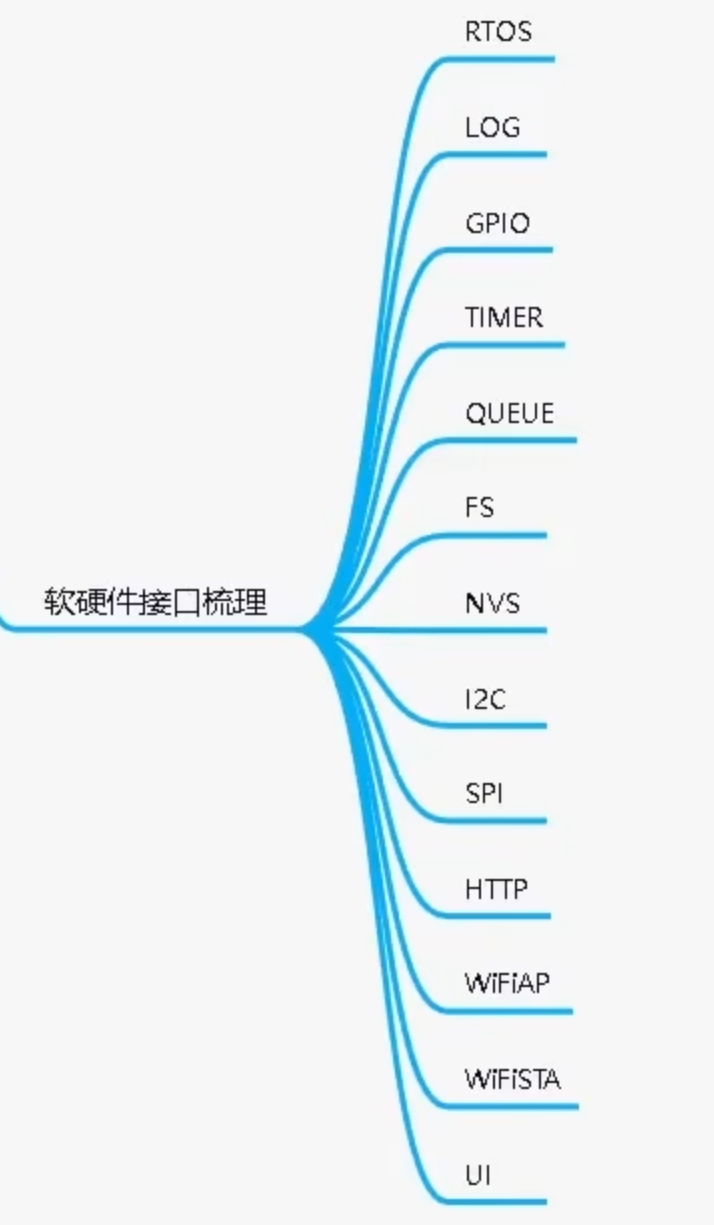 RTOS
LOG
GPIO
TIMER
QUEUE
FS
软硬件接口梳理
NVS
I2C
SPI
HTTP
WiFiAP
WiFiSTA
UI